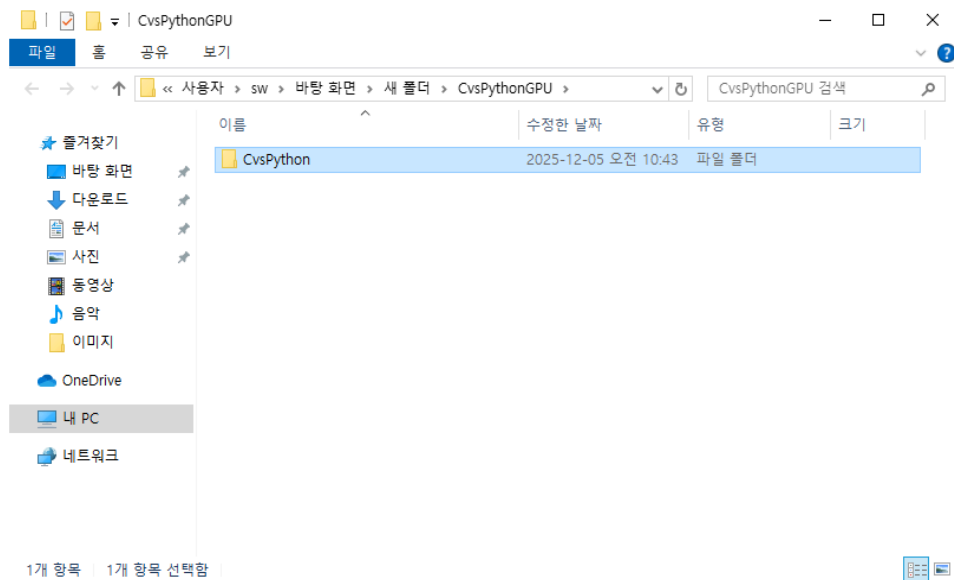 CvsPythonGPU
파일 홈 공유 보기
« 사용자 › sw › 바탕 화면 › 새 폴더 › CvsPythonGPU ›
CvsPythonGPU 검색
이름 수정한 날짜 유형 크기
CvsPython 2025-12-05 오전 10:43 파일 폴더
즐겨찾기
바탕 화면
다운로드
문서
사진
동영상
음악
이미지
OneDrive
내 PC
네트워크
1개 항목 1개 항목 선택함